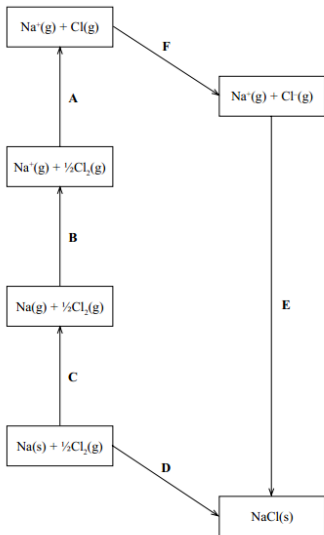 Na⁺(g) + Cl(g)
F
Na⁺(g) + Cl⁻(g)
A
Na⁺(g) + ½Cl₂(g)
B
Na(g) + ½Cl₂(g)
E
C
Na(s) + ½Cl₂(g)
D
NaCl(s)